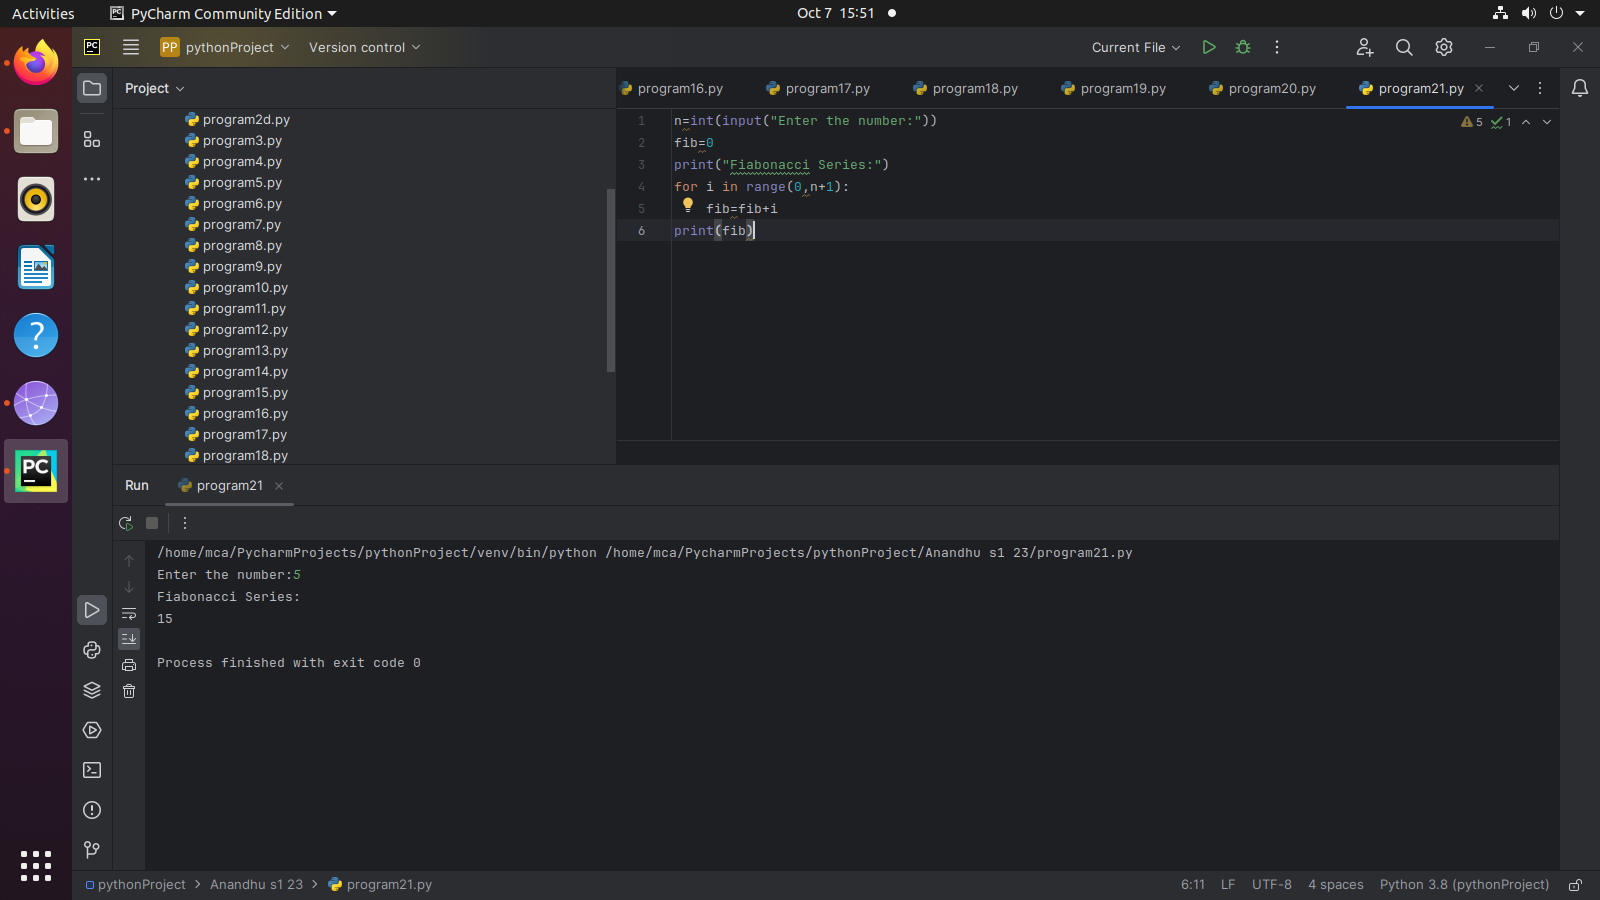 Activities PyCharm Community Edition Oct 7 15:51
PC PP pythonProject Version control Current File
Project program16.py program17.py program18.py program19.py program20.py program21.py
program2d.py
program3.py
program4.py
program5.py
program6.py
program7.py
program8.py
program9.py
program10.py
program11.py
program12.py
program13.py
program14.py
program15.py
program16.py
program17.py
program18.py
1 n=int(input("Enter the number:"))
2 fib=0
3 print("Fiabonacci Series:")
4 for i in range(0,n+1):
5 fib=fib+i
6 print(fib)
5 1
PC
Run program21
/home/mca/PycharmProjects/pythonProject/venv/bin/python /home/mca/PycharmProjects/pythonProject/Anandhu s1 23/program21.py
Enter the number:5
Fiabonacci Series:
15
Process finished with exit code 0
pythonProject > Anandhu s1 23 > program21.py 6:11 LF UTF-8 4 spaces Python 3.8 (pythonProject)